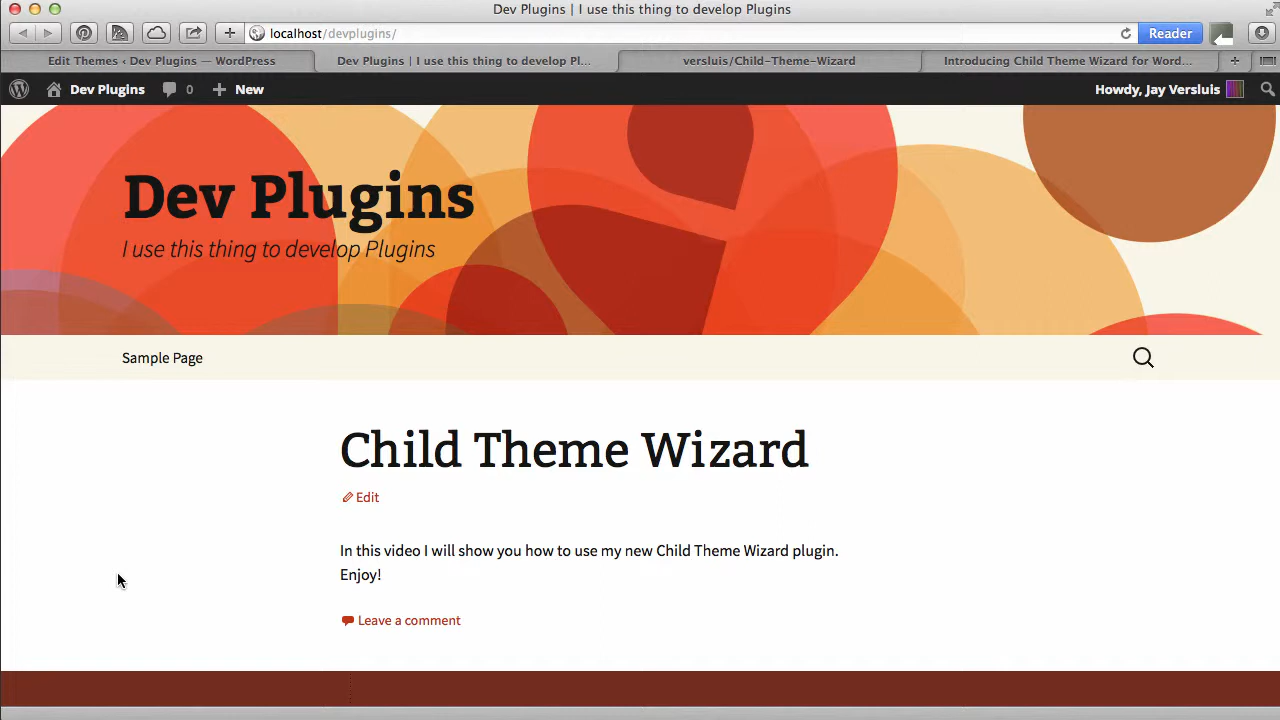 Dev Plugins | I use this thing to develop Plugins
localhost/devplugins/
Reader
Edit Themes ‹ Dev Plugins — WordPress
Dev Plugins | I use this thing to develop Pl...
versluis/Child-Theme-Wizard
Introducing Child Theme Wizard for Word...
Dev Plugins
0
New
Howdy, Jay Versluis
Dev Plugins
I use this thing to develop Plugins
Sample Page
Child Theme Wizard
Edit
In this video I will show you how to use my new Child Theme Wizard plugin.
Enjoy!
Leave a comment